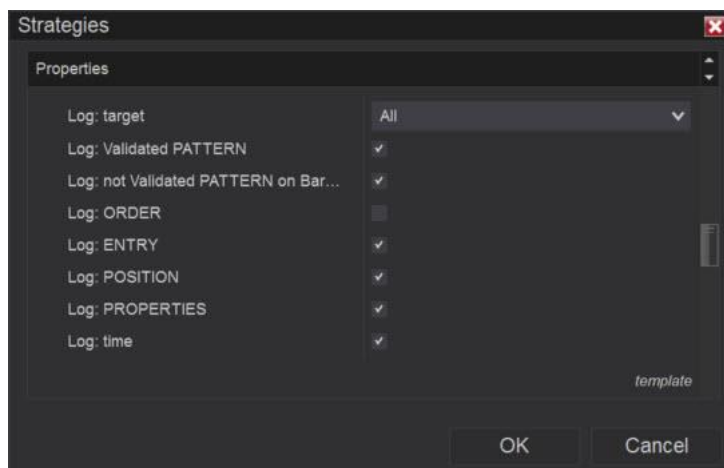 Strategies
Properties
Log: target All
Log: Validated PATTERN
Log: not Validated PATTERN on Bar...
Log: ORDER
Log: ENTRY
Log: POSITION
Log: PROPERTIES
Log: time
template
OK Cancel